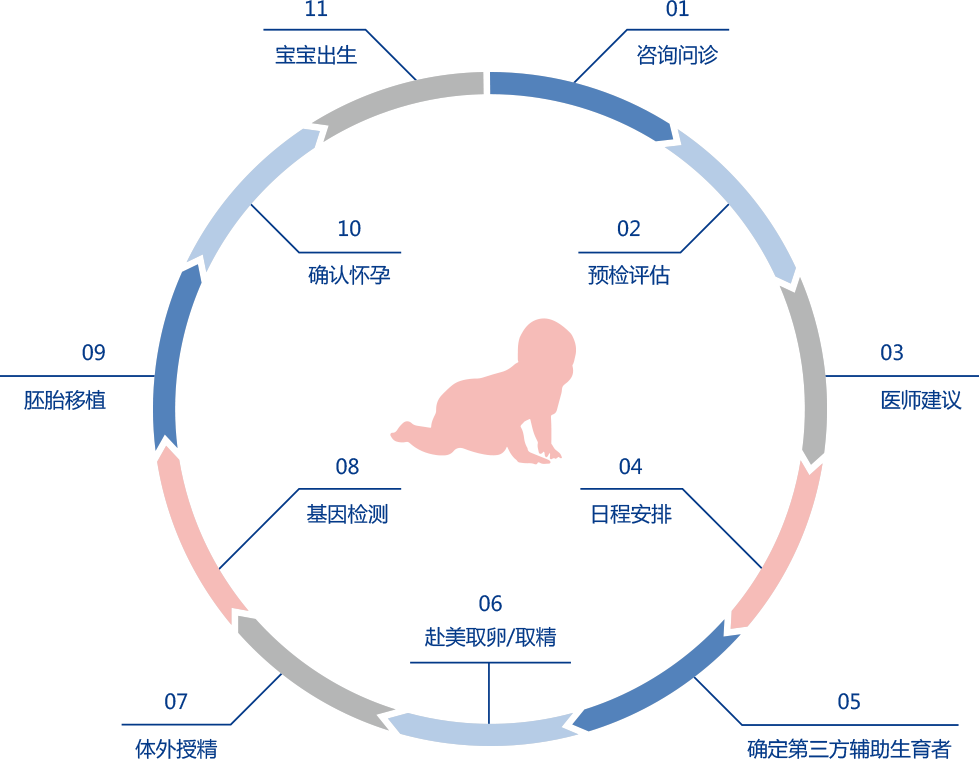 01
咨询问诊
02
预检评估
03
医师建议
04
日程安排
05
确定第三方辅助生育者
06
赴美取卵/取精
07
体外授精
08
基因检测
09
胚胎移植
10
确认怀孕
11
宝宝出生